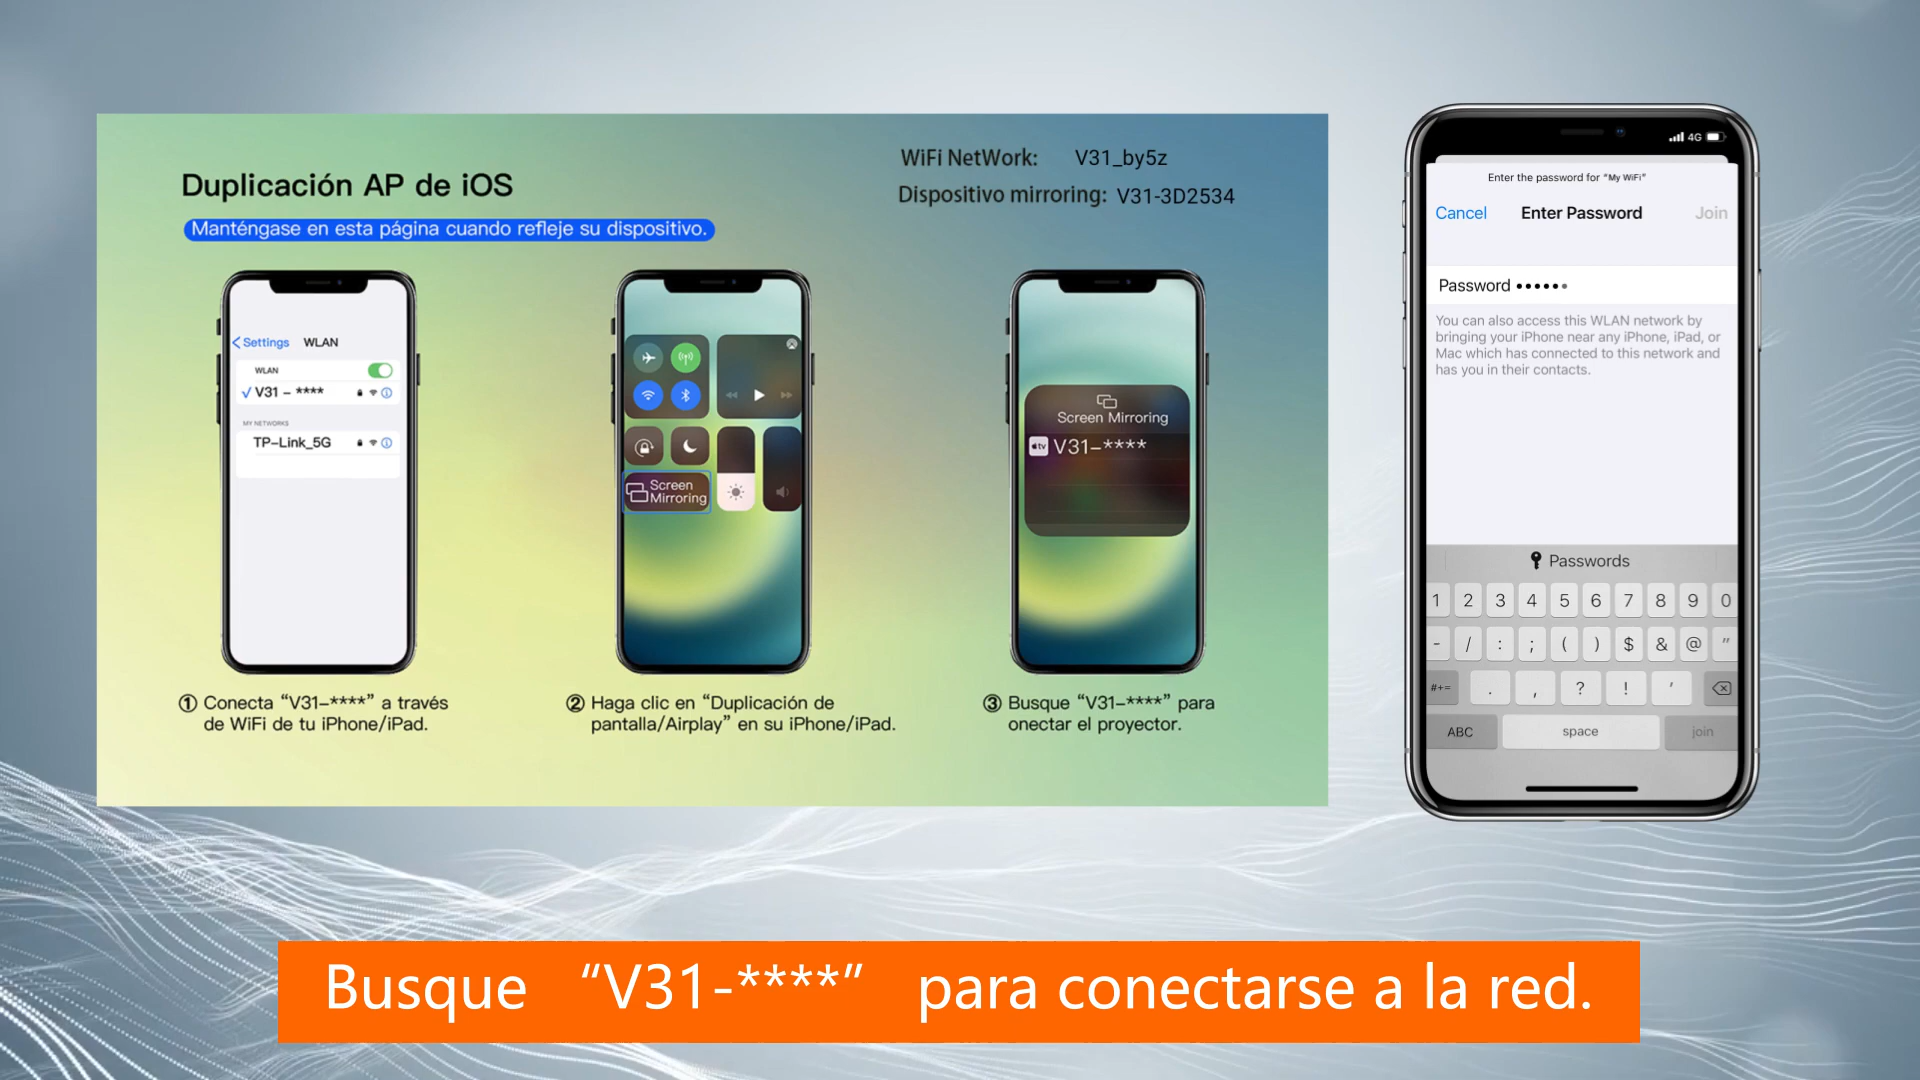 Duplicación AP de iOS
Manténgase en esta página cuando refleje su dispositivo.
WiFi NetWork: V31_by5z
Dispositivo mirroring: V31-3D2534
Settings WLAN
WLAN
V31 - ****
MY NETWORKS
TP-Link_5G
Screen
Mirroring
Screen Mirroring
tv V31-****
① Conecta “V31-****” a través
de WiFi de tu iPhone/iPad.
② Haga clic en “Duplicación de
pantalla/Airplay” en su iPhone/iPad.
③ Busque “V31-****” para
onectar el proyector.
4G
Enter the password for “My WiFi”
Cancel Enter Password Join
Password ••••••
You can also access this WLAN network by
bringing your iPhone near any iPhone, iPad, or
Mac which has connected to this network and
has you in their contacts.
Passwords
1 2 3 4 5 6 7 8 9 0
- / : ; ( ) $ & @ "
#+= . , ? ! '
ABC space join
Busque “V31-****” para conectarse a la red.